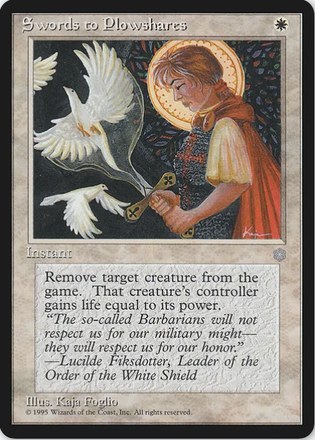 Swords to Plowshares
Instant
Remove target creature from the
game. That creature's controller
gains life equal to its power.
"The so-called Barbarians will not
respect us for our military might—
they will respect us for our honor."
—Lucilde Fiksdotter, Leader of the
Order of the White Shield
Illus. Kaja Foglio
© 1995 Wizards of the Coast, Inc. All rights reserved.